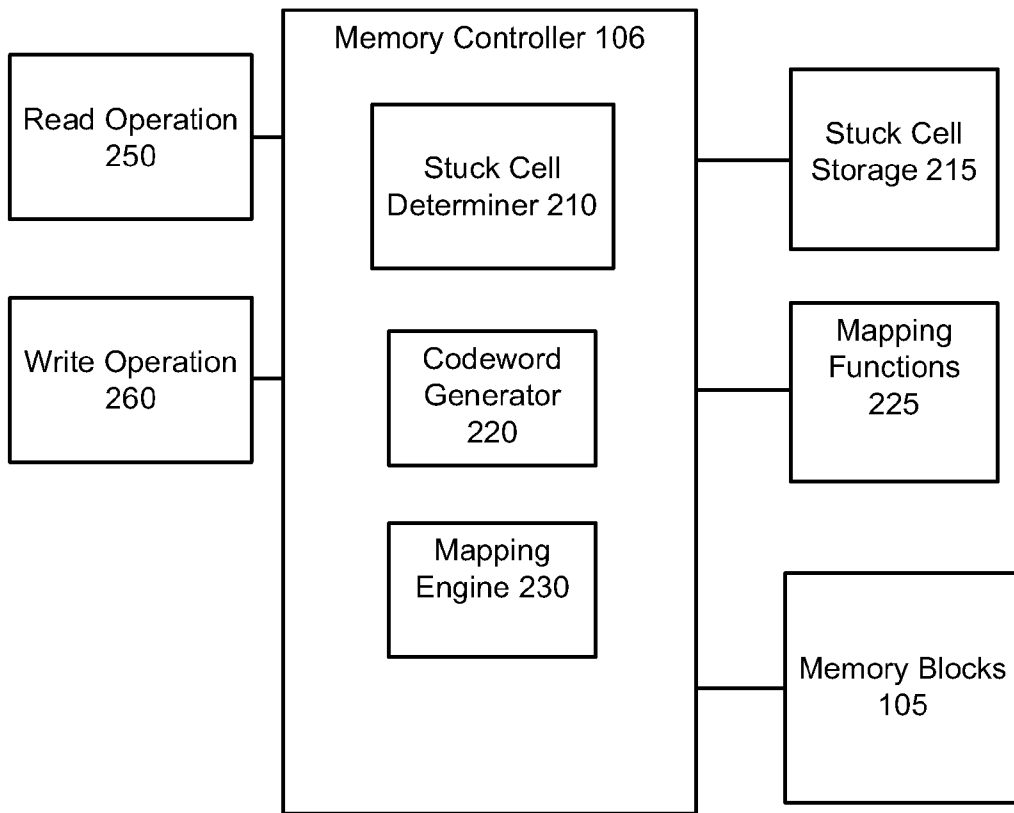 Memory Controller 106
Read Operation
250
Stuck Cell
Determiner 210
Stuck Cell
Storage 215
Write Operation
260
Codeword
Generator
220
Mapping
Functions
225
Mapping
Engine 230
Memory Blocks
105